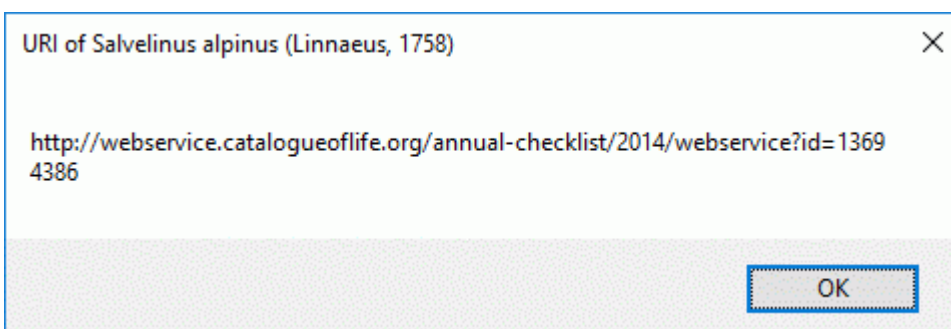 URI of Salvelinus alpinus (Linnaeus, 1758)
http://webservice.catalogueoflife.org/annual-checklist/2014/webservice?id=1369
4386
OK